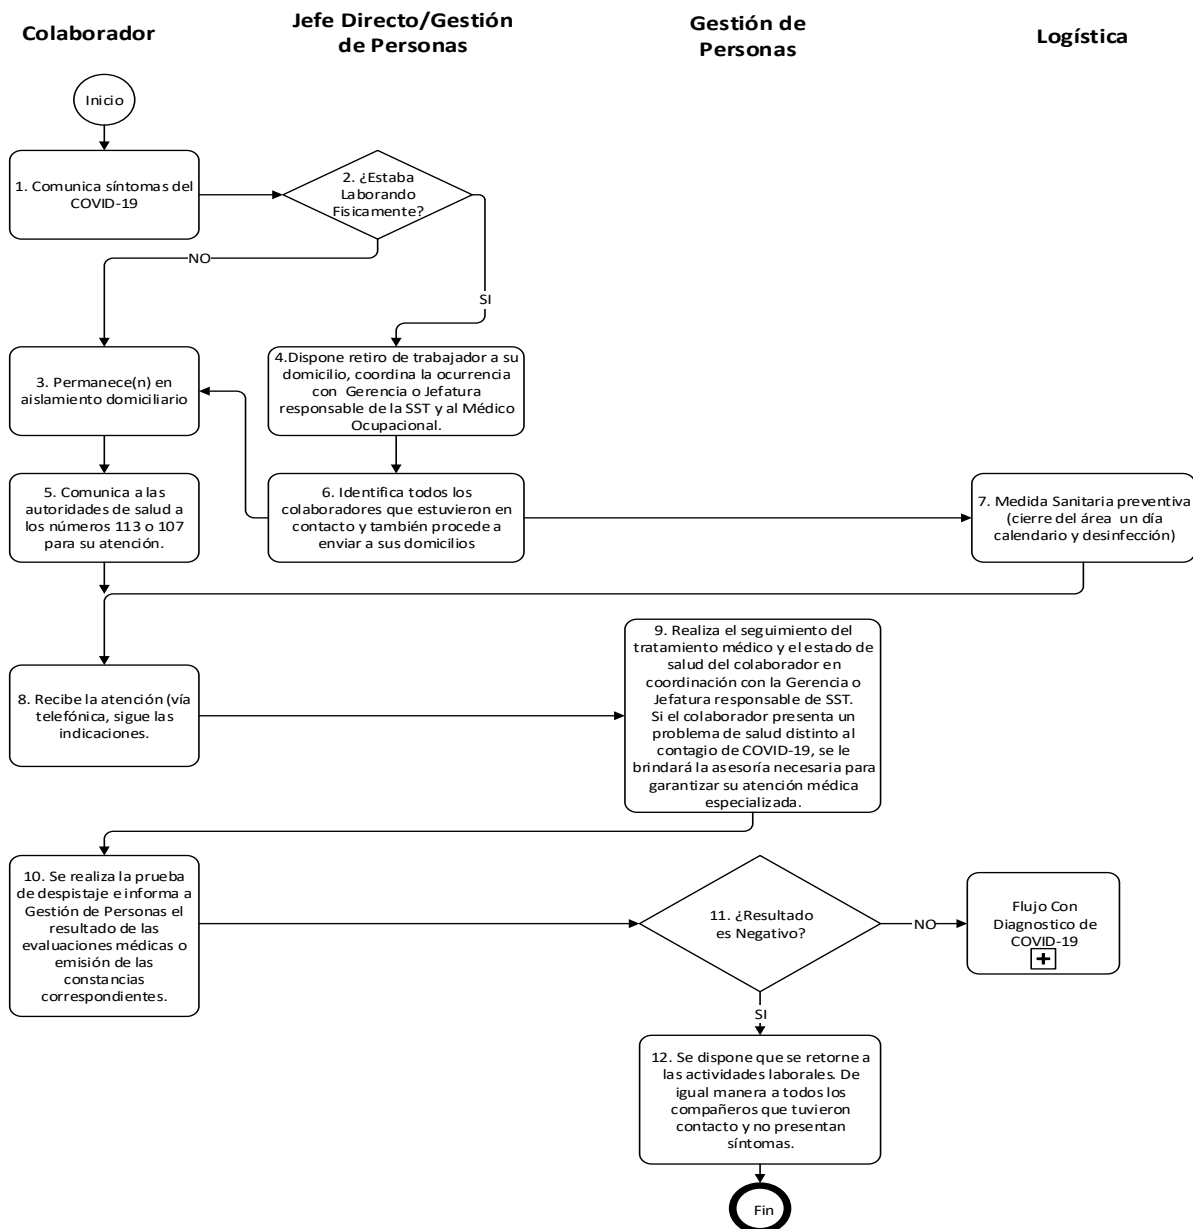 Colaborador
Jefe Directo/Gestión
de Personas
Gestión de
Personas
Logística
Inicio
1. Comunica síntomas del
COVID-19
2. ¿Estaba
Laborando
Fisicamente?
NO
SI
3. Permanece(n) en
aislamiento domiciliario
4.Dispone retiro de trabajador a su
domicilio, coordina la ocurrencia
con Gerencia o Jefatura
responsable de la SST y al Médico
Ocupacional.
5. Comunica a las
autoridades de salud a
los números 113 o 107
para su atención.
6. Identifica todos los
colaboradores que estuvieron en
contacto y también procede a
enviar a sus domicilios
7. Medida Sanitaria preventiva
(cierre del área un día
calendario y desinfección)
8. Recibe la atención (vía
telefónica, sigue las
indicaciones.
9. Realiza el seguimiento del
tratamiento médico y el estado de
salud del colaborador en
coordinación con la Gerencia o
Jefatura responsable de SST.
Si el colaborador presenta un
problema de salud distinto al
contagio de COVID-19, se le
brindará la asesoría necesaria para
garantizar su atención médica
especializada.
10. Se realiza la prueba
de despistaje e informa a
Gestión de Personas el
resultado de las
evaluaciones médicas o
emisión de las
constancias
correspondientes.
11. ¿Resultado
es Negativo?
NO
Flujo Con
Diagnostico de
COVID-19
SI
12. Se dispone que se retorne a
las actividades laborales. De
igual manera a todos los
compañeros que tuvieron
contacto y no presentan
síntomas.
Fin